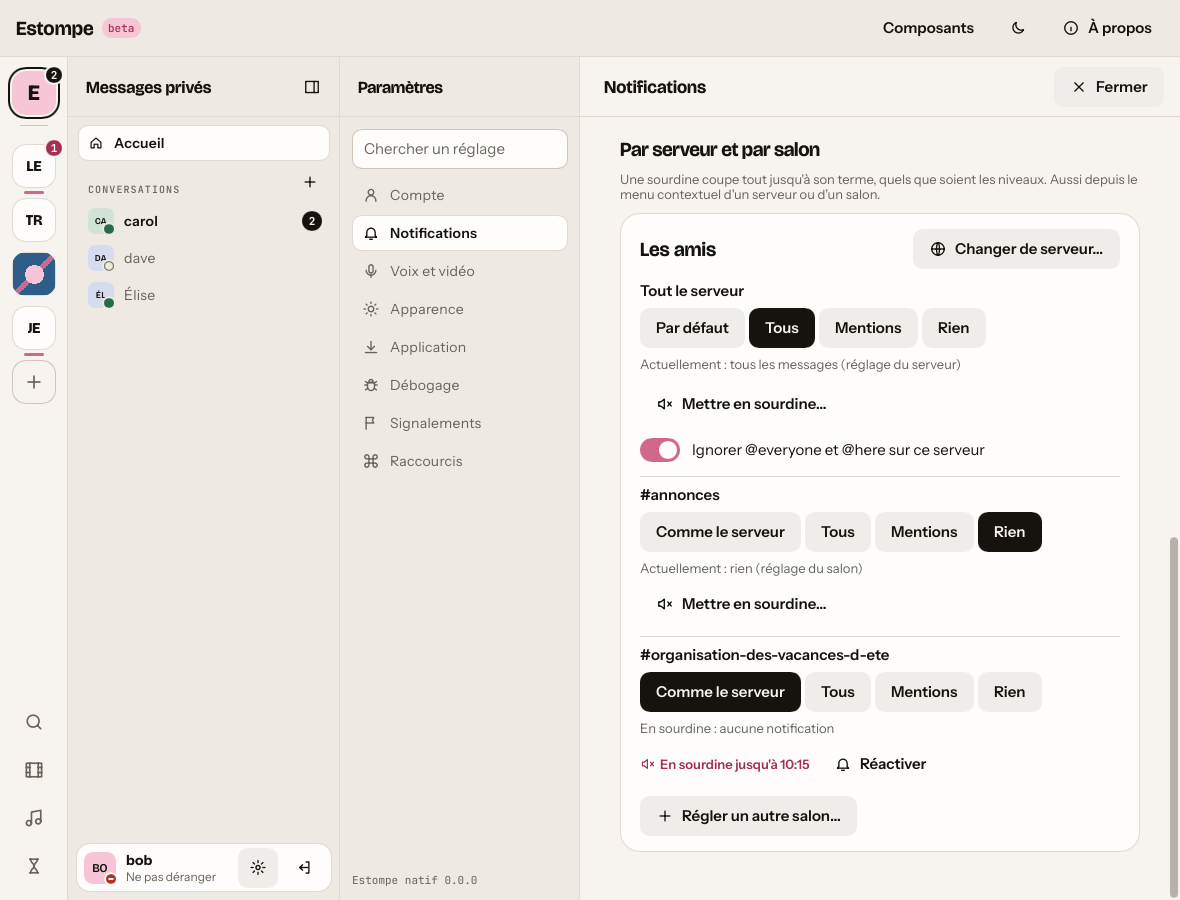 Estompe beta
Composants
À propos
E
2
LE
1
TR
JE
Messages privés
Accueil
CONVERSATIONS
CA
carol
2
DA
dave
ÉL
Élise
BO
bob
Ne pas déranger
Paramètres
Chercher un réglage
Compte
Notifications
Voix et vidéo
Apparence
Application
Débogage
Signalements
Raccourcis
Estompe natif 0.0.0
Notifications
Fermer
Par serveur et par salon
Une sourdine coupe tout jusqu'à son terme, quels que soient les niveaux. Aussi depuis le
menu contextuel d'un serveur ou d'un salon.
Les amis
Changer de serveur…
Tout le serveur
Par défaut Tous Mentions Rien
Actuellement : tous les messages (réglage du serveur)
Mettre en sourdine…
Ignorer @everyone et @here sur ce serveur
#annonces
Comme le serveur Tous Mentions Rien
Actuellement : rien (réglage du salon)
Mettre en sourdine…
#organisation-des-vacances-d-ete
Comme le serveur Tous Mentions Rien
En sourdine : aucune notification
En sourdine jusqu'à 10:15
Réactiver
Régler un autre salon…